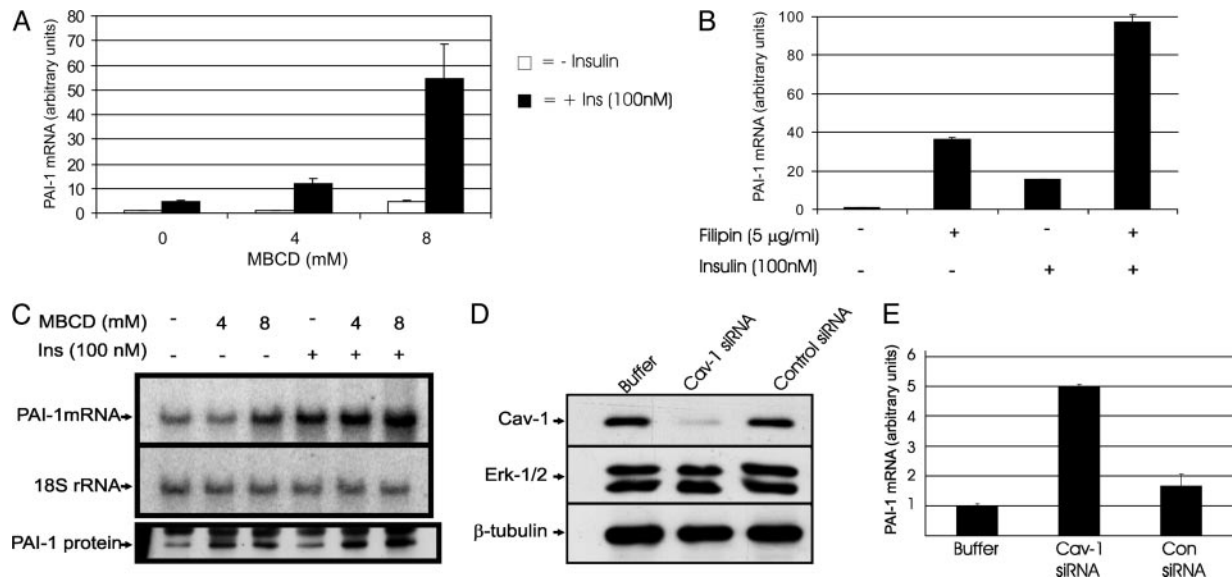 A
PAI-1 mRNA (arbitrary units)
80
70
60
50
40
30
20
10
0
0 4 8
MBCD (mM)
= - Insulin
= + Ins (100nM)
B
PAI-1 mRNA (arbitrary units)
100
80
60
40
20
0
Filipin (5 μg/ml) - + - +
Insulin (100nM) - - + +
C
MBCD (mM) - 4 8 - 4 8
Ins (100 nM) - - - + + +
PAI-1mRNA
18S rRNA
PAI-1 protein
D
Buffer
Cav-1 siRNA
Control siRNA
Cav-1
Erk-1/2
β-tubulin
E
PAI-1 mRNA (arbitrary units)
6
5
4
3
2
1
Buffer Cav-1 Con
siRNA siRNA